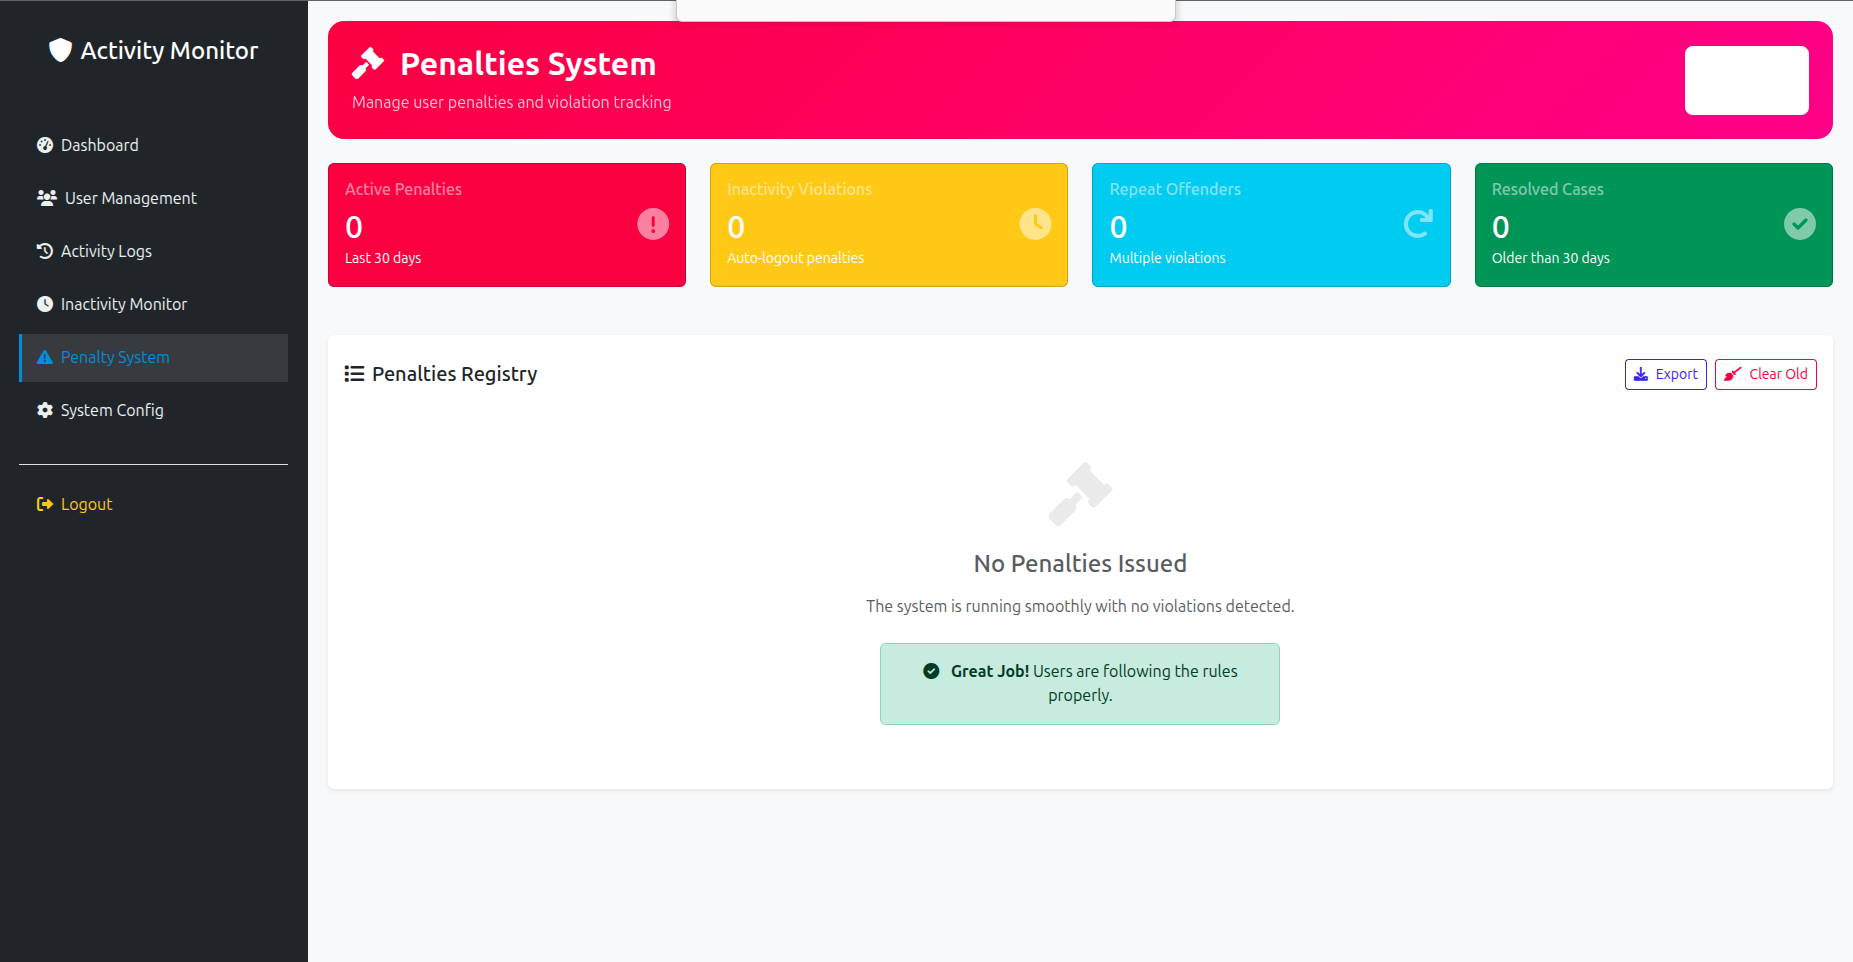 Activity Monitor
Dashboard
User Management
Activity Logs
Inactivity Monitor
Penalty System
System Config
Logout
Penalties System
Manage user penalties and violation tracking
Active Penalties
0
Last 30 days
Inactivity Violations
0
Auto-logout penalties
Repeat Offenders
0
Multiple violations
Resolved Cases
0
Older than 30 days
Penalties Registry
Export
Clear Old
No Penalties Issued
The system is running smoothly with no violations detected.
Great Job! Users are following the rules
properly.